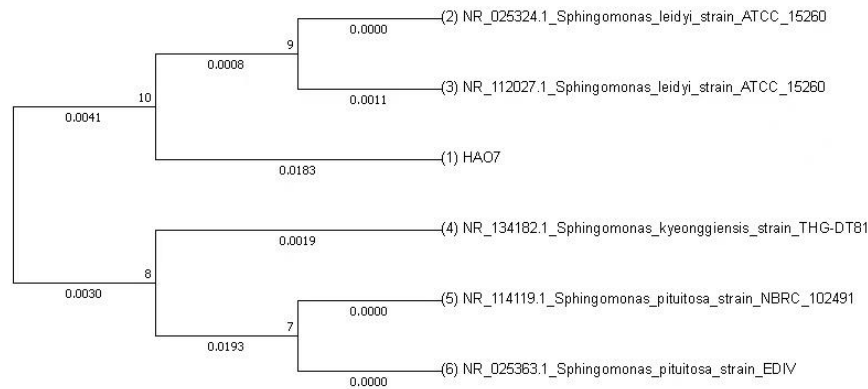 (2) NR_025324.1_Sphingomonas_leidyi_strain_ATCC_15260
0.0000
9
0.0008
(3) NR_112027.1_Sphingomonas_leidyi_strain_ATCC_15260
0.0011
10
0.0041
(1) HAO7
0.0183
(4) NR_134182.1_Sphingomonas_kyeonggiensis_strain_THG-DT81
0.0019
8
0.0030
(5) NR_114119.1_Sphingomonas_pituitosa_strain_NBRC_102491
0.0000
7
0.0193
(6) NR_025363.1_Sphingomonas_pituitosa_strain_EDIV
0.0000